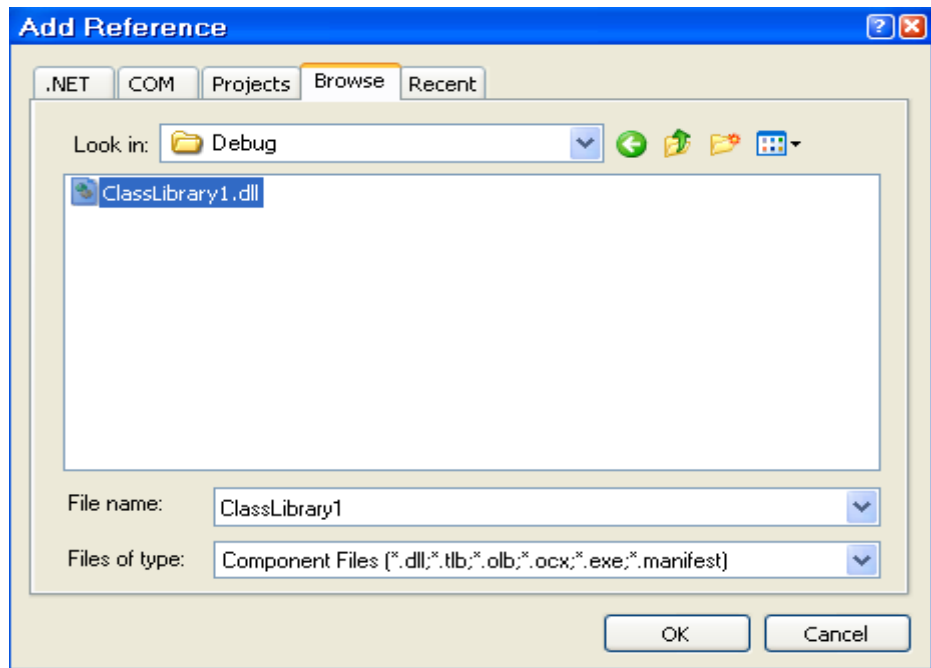 Add Reference
.NET COM Projects Browse Recent
Look in: Debug
ClassLibrary1.dll
File name: ClassLibrary1
Files of type: Component Files (*.dll;*.tlb;*.olb;*.ocx;*.exe;*.manifest)
OK Cancel